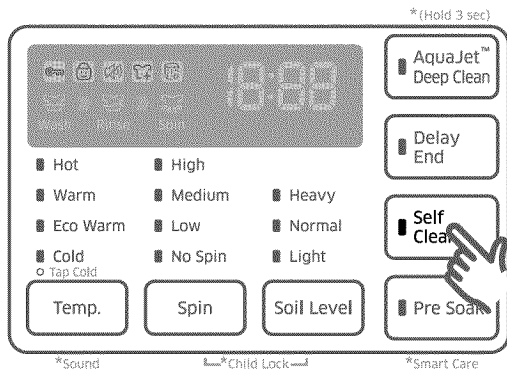 *(Hold 3 sec)
AquaJet™
Deep Clean
18:88
Wash Rinse Spin
Delay
End
Hot High
Warm Medium Heavy
Eco Warm Low Normal
Self
Clean
Cold No Spin Light
Tap Cold
Temp. Spin Soil Level Pre Soak
*Sound *Child Lock *Smart Care